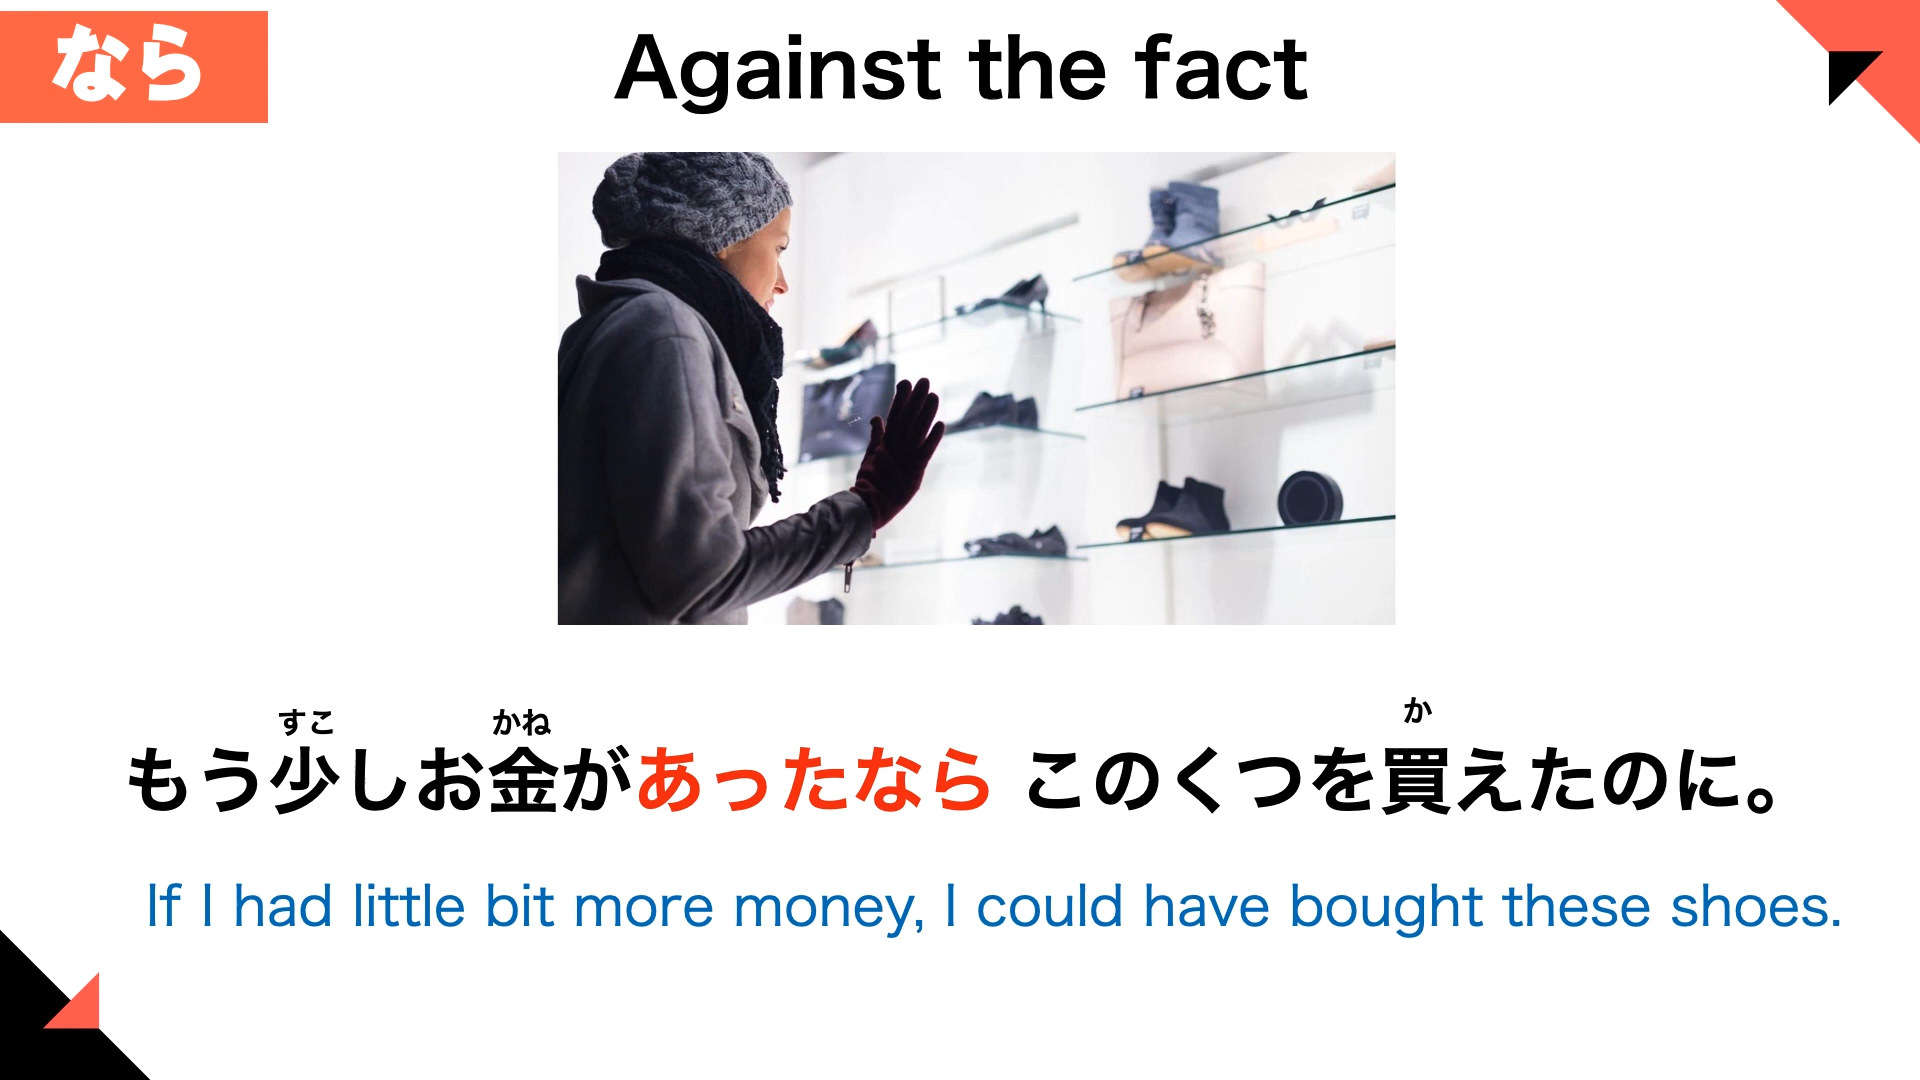 なら
Against the fact
すこ かね か
もう少しお金があったなら このくつを買えたのに。
If I had little bit more money, I could have bought these shoes.